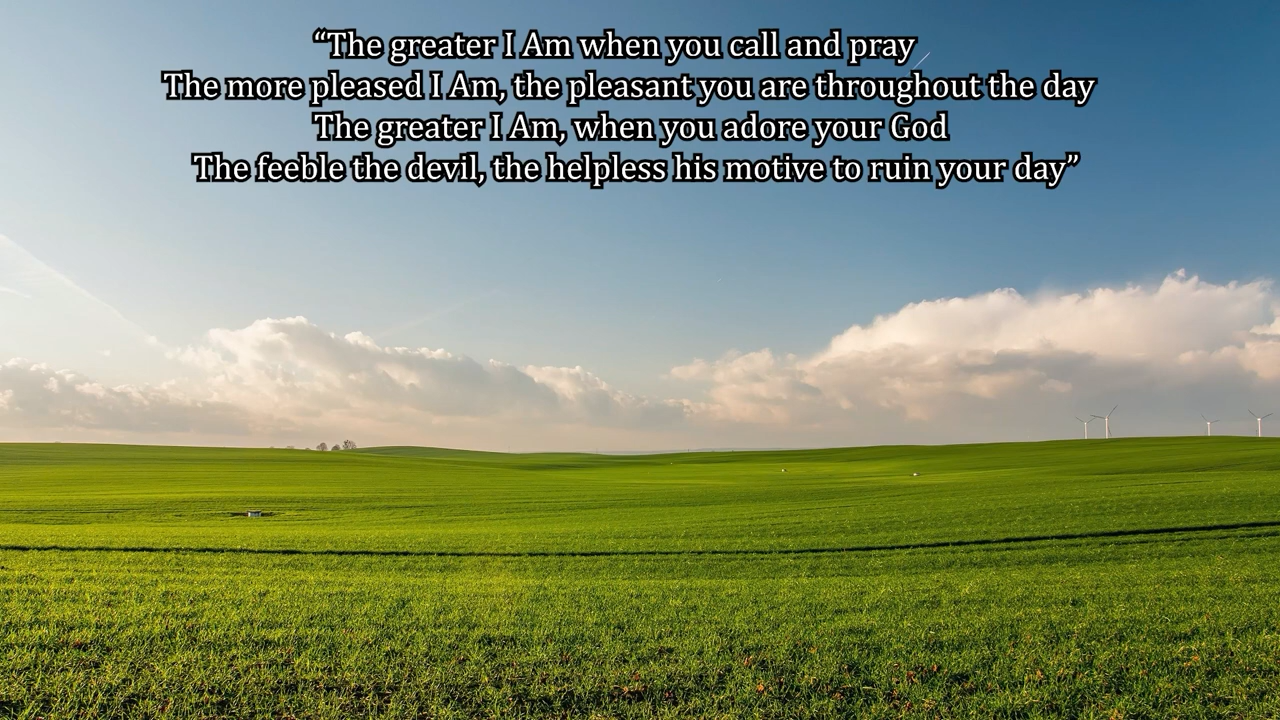 “The greater I Am when you call and pray
The more pleased I Am, the pleasant you are throughout the day
The greater I Am, when you adore your God
The feeble the devil, the helpless his motive to ruin your day”